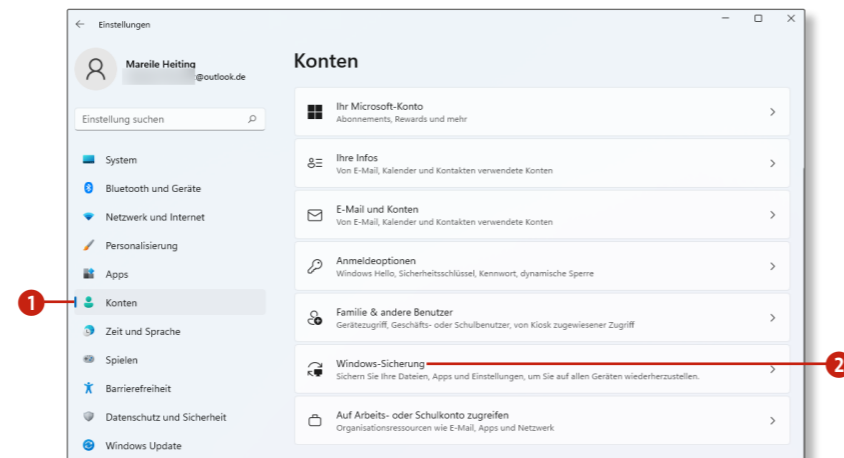 Einstellungen
Mareile Heiting
@outlook.de
Einstellung suchen
System
Bluetooth und Geräte
Netzwerk und Internet
Personalisierung
Apps
Konten
Zeit und Sprache
Spielen
Barrierefreiheit
Datenschutz und Sicherheit
Windows Update
Konten
Ihr Microsoft-Konto
Abonnements, Rewards und mehr
Ihre Infos
Von E-Mail, Kalender und Kontakten verwendete Konten
E-Mail und Konten
Von E-Mail, Kalender und Kontakten verwendete Konten
Anmeldeoptionen
Windows Hello, Sicherheitsschlüssel, Kennwort, dynamische Sperre
Familie & andere Benutzer
Gerätezugriff, Geschäfts- oder Schulbenutzer, von Kiosk zugewiesener Zugriff
Windows-Sicherung
Sichern Sie Ihre Dateien, Apps und Einstellungen, um Sie auf allen Geräten wiederherzustellen.
Auf Arbeits- oder Schulkonto zugreifen
Organisationsressourcen wie E-Mail, Apps und Netzwerk
1
2